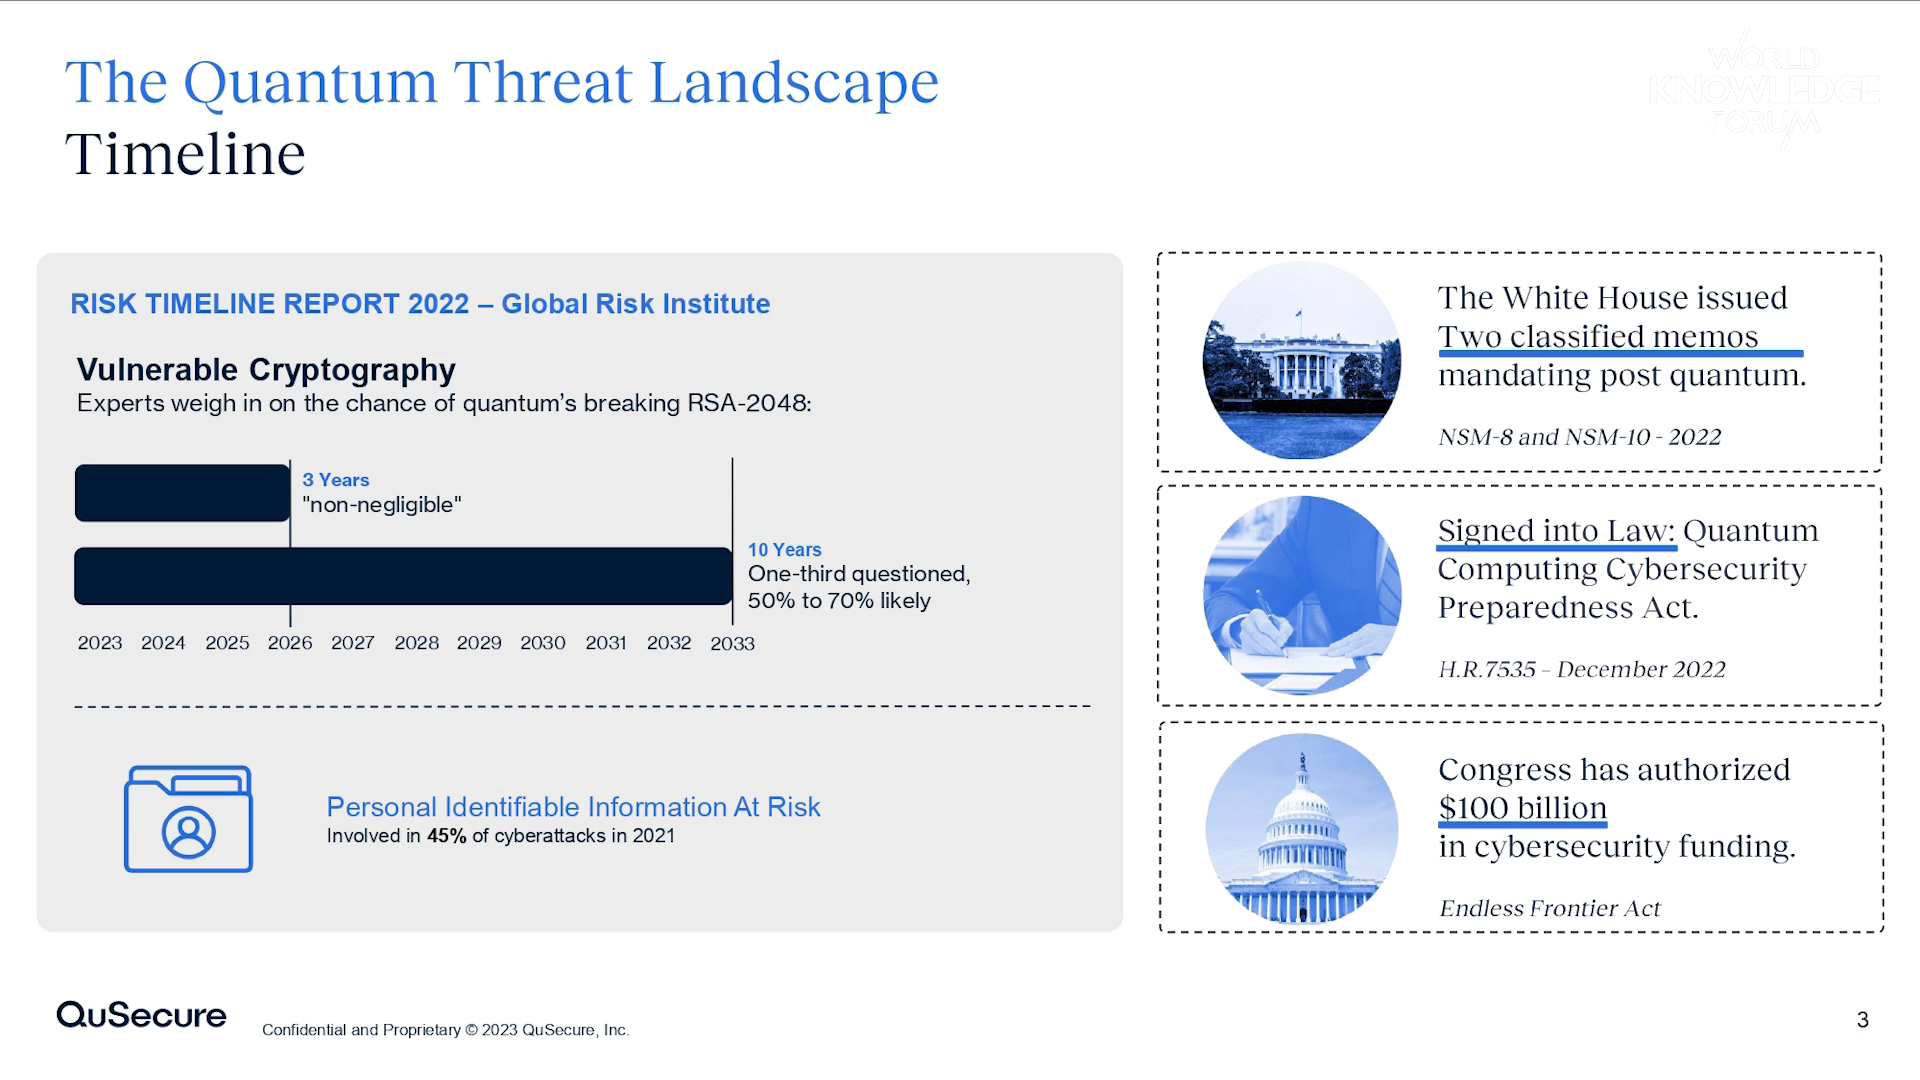 The Quantum Threat Landscape
Timeline
WORLD
KNOWLEDGE
FORUM
RISK TIMELINE REPORT 2022 – Global Risk Institute
Vulnerable Cryptography
Experts weigh in on the chance of quantum’s breaking RSA-2048:
3 Years
"non-negligible"
10 Years
One-third questioned,
50% to 70% likely
2023 2024 2025 2026 2027 2028 2029 2030 2031 2032 2033
Personal Identifiable Information At Risk
Involved in 45% of cyberattacks in 2021
The White House issued
Two classified memos
mandating post quantum.
NSM-8 and NSM-10 - 2022
Signed into Law: Quantum
Computing Cybersecurity
Preparedness Act.
H.R.7535 – December 2022
Congress has authorized
$100 billion
in cybersecurity funding.
Endless Frontier Act
QuSecure
Confidential and Proprietary © 2023 QuSecure, Inc.
3